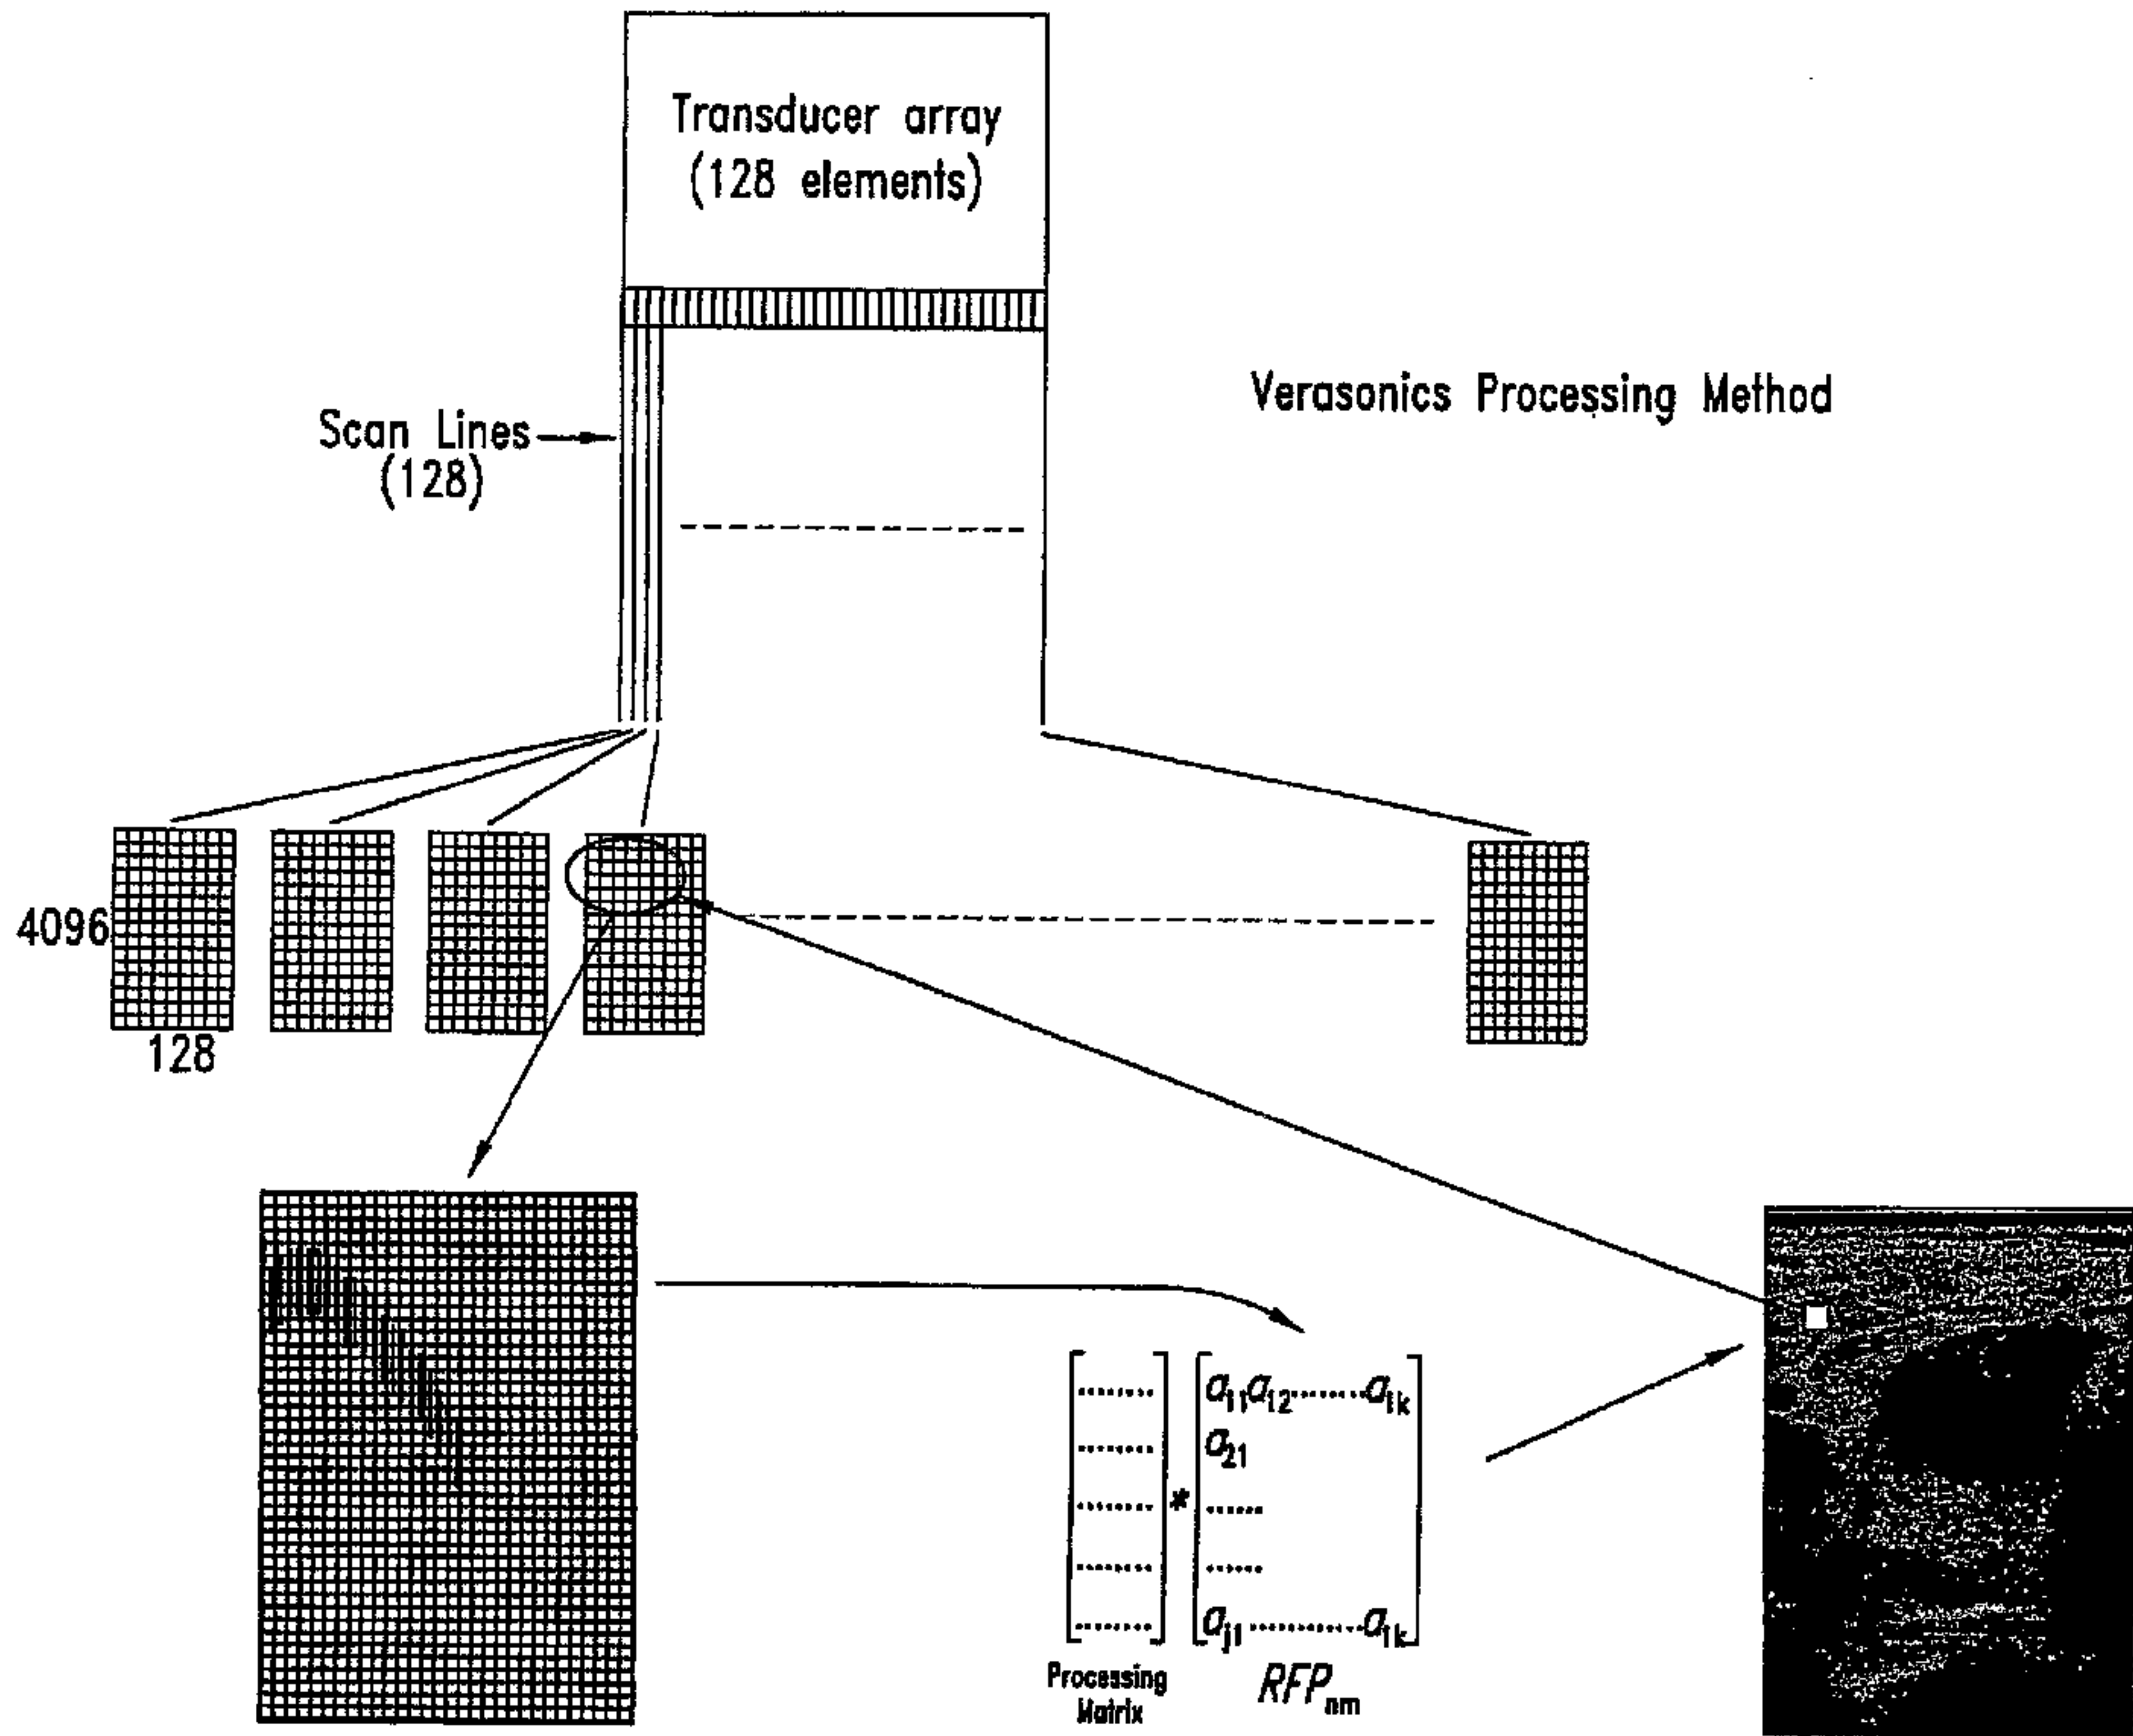 Transducer array
(128 elements)
Verasonics Processing Method
Scan Lines
(128)
4096
128
a11a12........a1k
a21
*
aj1................a1k
Processing
Matrix
RFPnm